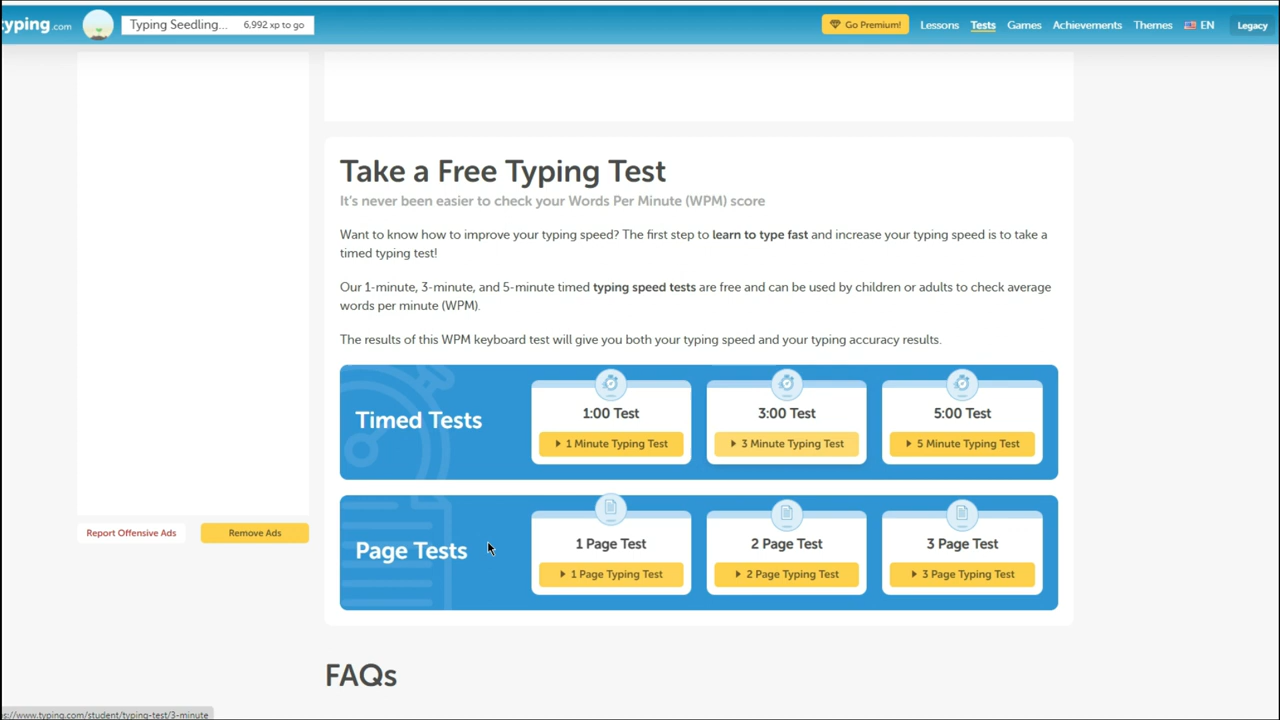 typing.com
Typing Seedling... 6,992 xp to go
Go Premium!
Lessons
Tests
Games
Achievements
Themes
EN
Legacy
Take a Free Typing Test
It's never been easier to check your Words Per Minute (WPM) score
Want to know how to improve your typing speed? The first step to learn to type fast and increase your typing speed is to take a
timed typing test!
Our 1-minute, 3-minute, and 5-minute timed typing speed tests are free and can be used by children or adults to check average
words per minute (WPM).
The results of this WPM keyboard test will give you both your typing speed and your typing accuracy results.
Timed Tests
1:00 Test
1 Minute Typing Test
3:00 Test
3 Minute Typing Test
5:00 Test
5 Minute Typing Test
Report Offensive Ads
Remove Ads
Page Tests
1 Page Test
1 Page Typing Test
2 Page Test
2 Page Typing Test
3 Page Test
3 Page Typing Test
FAQs
s://www.typing.com/student/typing-test/3-minute